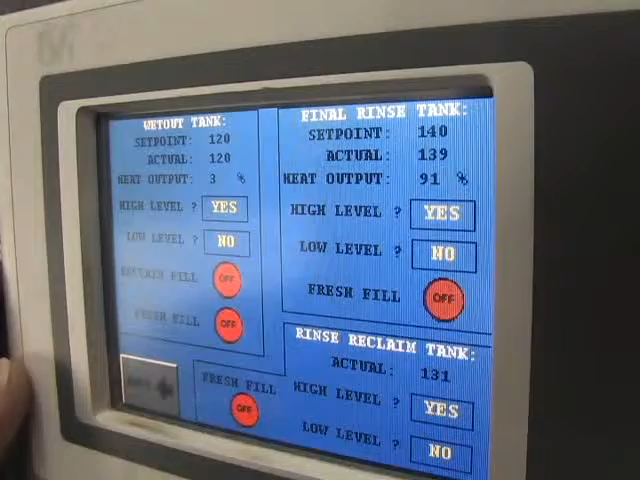 WETOUT TANK:
SETPOINT: 120
ACTUAL: 120
HEAT OUTPUT: 3 %
HIGH LEVEL ? YES
LOW LEVEL ? NO
RECLAIM FILL OFF
FRESH FILL OFF
FINAL RINSE TANK:
SETPOINT: 140
ACTUAL: 139
HEAT OUTPUT: 91 %
HIGH LEVEL ? YES
LOW LEVEL ? NO
FRESH FILL OFF
RINSE RECLAIM TANK:
ACTUAL: 131
FRESH FILL OFF
HIGH LEVEL ? YES
LOW LEVEL ? NO